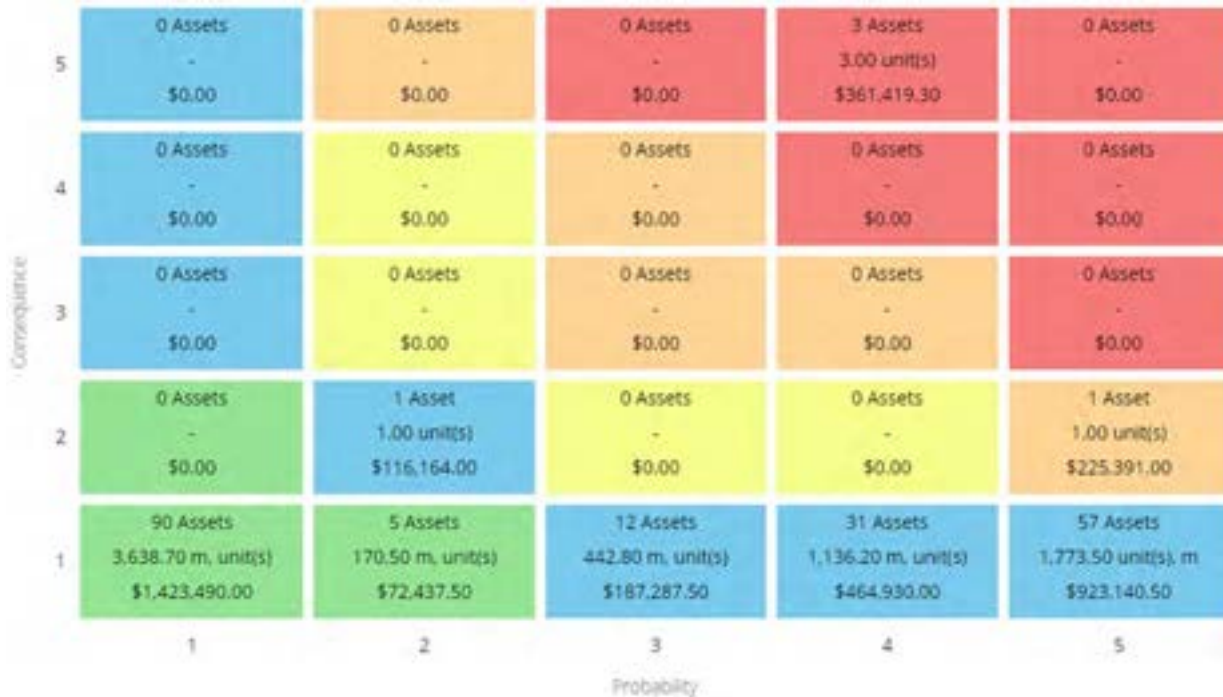 5
0 Assets
-
$0.00
0 Assets
-
$0.00
0 Assets
-
$0.00
3 Assets
3.00 unit(s)
$361,419.30
0 Assets
-
$0.00
4
0 Assets
-
$0.00
0 Assets
-
$0.00
0 Assets
-
$0.00
0 Assets
-
$0.00
0 Assets
-
$0.00
Consequence
3
0 Assets
-
$0.00
0 Assets
-
$0.00
0 Assets
-
$0.00
0 Assets
-
$0.00
0 Assets
-
$0.00
2
0 Assets
-
$0.00
1 Asset
1.00 unit(s)
$116,164.00
0 Assets
-
$0.00
0 Assets
-
$0.00
1 Asset
1.00 unit(s)
$225,391.00
1
90 Assets
3,638.70 m, unit(s)
$1,423,490.00
5 Assets
170.50 m, unit(s)
$72,437.50
12 Assets
442.80 m, unit(s)
$187,287.50
31 Assets
1,136.20 m, unit(s)
$464,930.00
57 Assets
1,773.50 unit(s), m
$923,140.50
1 2 3 4 5
Probability